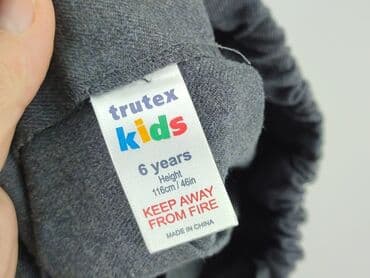 trutex
kids
6 years
Height
116cm / 46in
KEEP AWAY
FROM FIRE
MADE IN CHINA